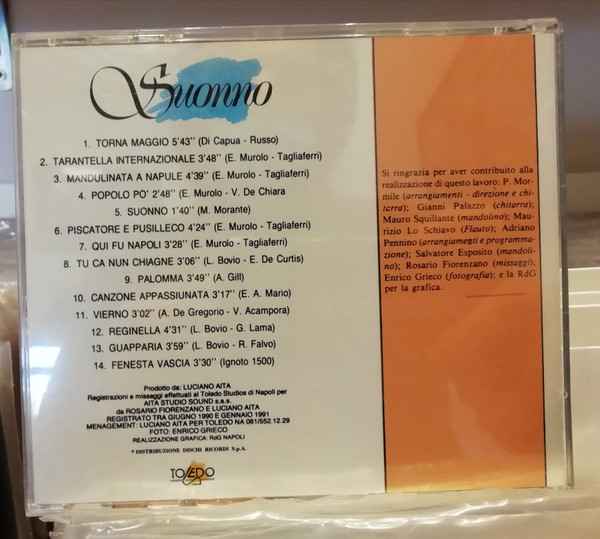 Suonno
1. TORNA MAGGIO 5'43'' (Di Capua - Russo)
2. TARANTELLA INTERNAZIONALE 3'48'' (E. Murolo - Tagliaferri)
3. MANDULINATA A NAPULE 4'39'' (E. Murolo - Tagliaferri)
4. POPOLO PO' 2'48'' (E. Murolo - V. De Chiara
5. SUONNO 1'40'' (M. Morante)
6. PISCATORE E PUSILLECO 4'24'' (E. Murolo - Tagliaferri)
7. QUI FU NAPOLI 3'28'' (E. Murolo - Tagliaferri)
8. TU CA NUN CHIAGNE 3'06'' (L. Bovio - E. De Curtis)
9. PALOMMA 3'49'' (A. Gill)
10. CANZONE APPASSIUNATA 3'17'' (E. A. Mario)
11. VIERNO 3'02'' (A. De Gregorio - V. Acampora)
12. REGINELLA 4'31'' (L. Bovio - G. Lama)
13. GUAPPARIA 3'59'' (L. Bovio - R. Falvo)
14. FENESTA VASCIA 3'30'' (Ignoto 1500)
Prodotto da: LUCIANO AITA
Registrazioni e missaggi effettuati al Toledo Studios di Napoli per
AITA STUDIO SOUND s.a.s.
da ROSARIO FIORENZANO E LUCIANO AITA
REGISTRATO TRA GIUGNO 1990 E GENNAIO 1991
MENAGEMENT: LUCIANO AITA PER TOLEDO NA 081/552.12.29
FOTO: ENRICO GRIECO
REALIZZAZIONE GRAFICA: RdG NAPOLI
* DISTRIBUZIONE DISCHI RICORDI S.p.A.
TOLEDO
Si ringrazia per aver contribuito alla
realizzazione di questo lavoro: P. Mor-
mile (arrangiamenti - direzione e chi-
tarra); Gianni Palazzo (chitarra);
Mauro Squillante (mandolino); Mau-
rizio Lo Schiavo (Flauto); Adriano
Pennino (arrangiamenti e programma-
zione); Salvatore Esposito (mandoli-
no); Rosario Fiorenzano (missaggi);
Enrico Grieco (fotografia); e la RdG
per la grafica.